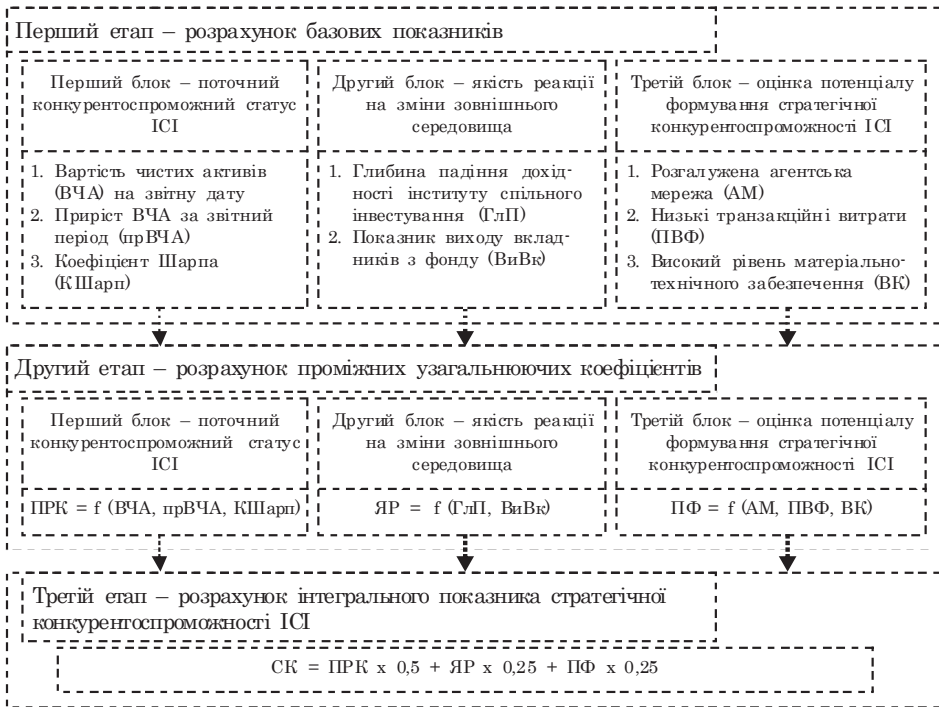 Перший етап – розрахунок базових показників
Перший блок – поточний
конкурентоспроможний статус
ІСІ
1. Вартість чистих активів
(ВЧА) на звітну дату
2. Приріст ВЧА за звітний
період (прВЧА)
3. Коефіцієнт Шарпа
(КШарп)
Другий блок – якість реакції
на зміни зовнішнього
середовища
1. Глибина падіння дохід-
ності інституту спільного
інвестування (ГлП)
2. Показник виходу вклад-
ників з фонду (ВиВк)
Третій блок – оцінка потенціалу
формування стратегічної
конкурентоспроможності ІСІ
1. Розгалужена агентська
мережа (АМ)
2. Низькі транзакційні витрати
(ПВФ)
3. Високий рівень матеріально-
технічного забезпечення (ВК)
Другий етап – розрахунок проміжних узагальнюючих коефіцієнтів
Перший блок – поточний
конкурентоспроможний статус
ІСІ
ПРК = f (ВЧА, прВЧА, КШарп)
Другий блок – якість реакції
на зміни зовнішнього
середовища
ЯР = f (ГлП, ВиВк)
Третій блок – оцінка потенціалу
формування стратегічної
конкурентоспроможності ІСІ
ПФ = f (АМ, ПВФ, ВК)
Третій етап – розрахунок інтегрального показника стратегічної
конкурентоспроможності ІСІ
СК = ПРК х 0,5 + ЯР х 0,25 + ПФ х 0,25